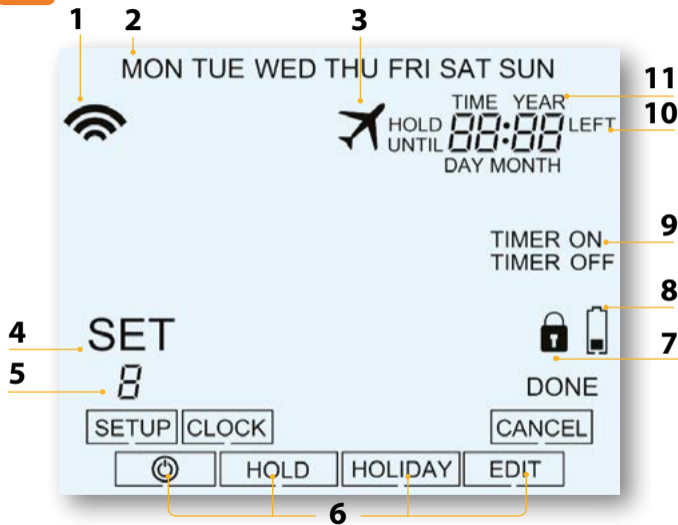 1 2 3
MON TUE WED THU FRI SAT SUN
11
TIME YEAR
10
HOLD 88:88 LEFT
UNTIL
DAY MONTH
9
TIMER ON
TIMER OFF
8
4 SET
7
5 8
DONE
SETUP CLOCK CANCEL
HOLD HOLIDAY EDIT
6